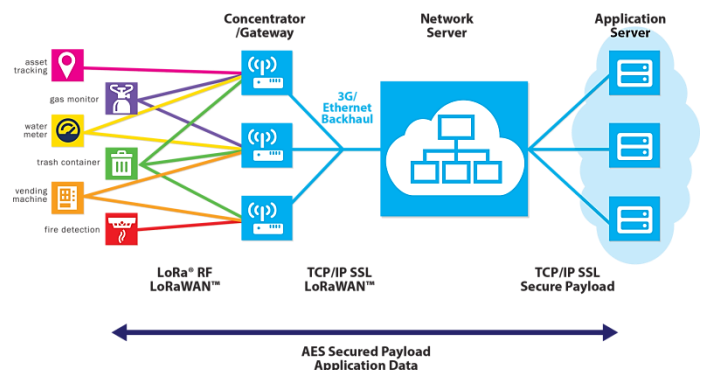 Concentrator
/Gateway
Network
Server
Application
Server
asset
tracking
gas monitor
water
meter
trash container
vending
machine
fire detection
3G/
Ethernet
Backhaul
LoRa® RF
LoRaWAN™
TCP/IP SSL
LoRaWAN™
TCP/IP SSL
Secure Payload
AES Secured Payload
Application Data